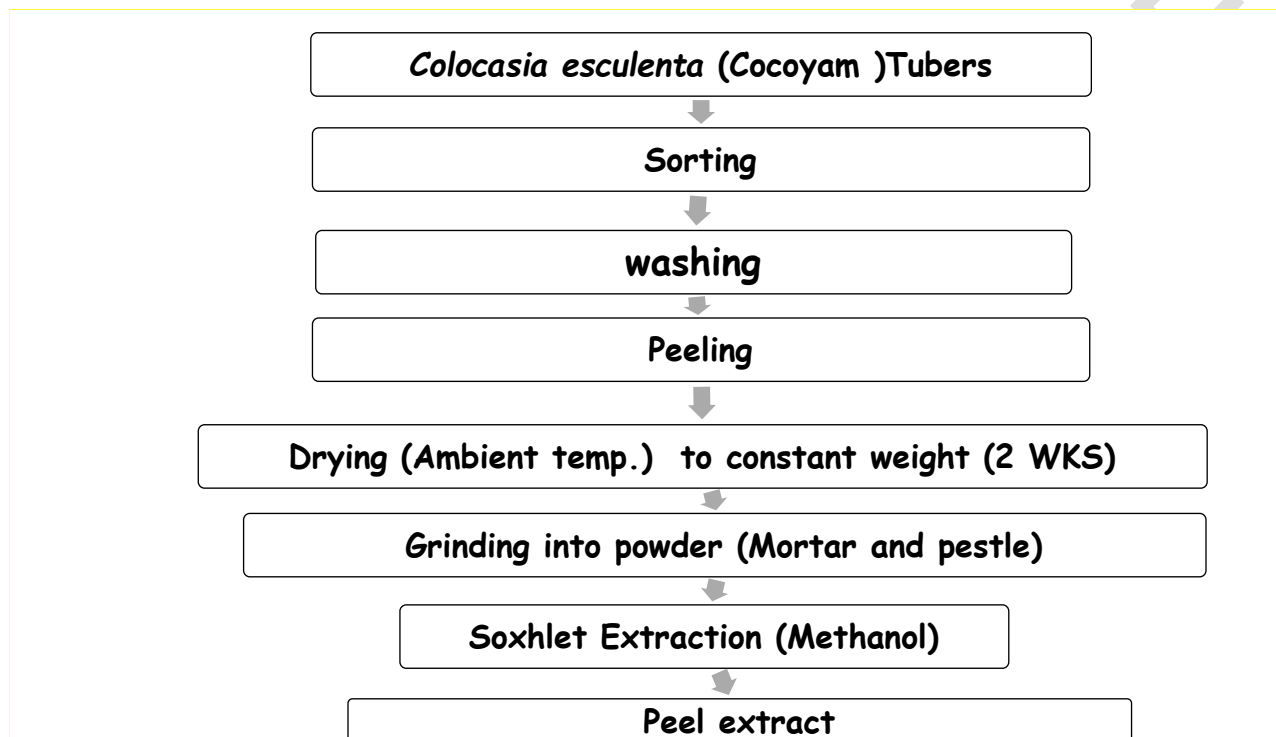 Colocasia esculenta (Cocoyam )Tubers
Sorting
washing
Peeling
Drying (Ambient temp.) to constant weight (2 WKS)
Grinding into powder (Mortar and pestle)
Soxhlet Extraction (Methanol)
Peel extract